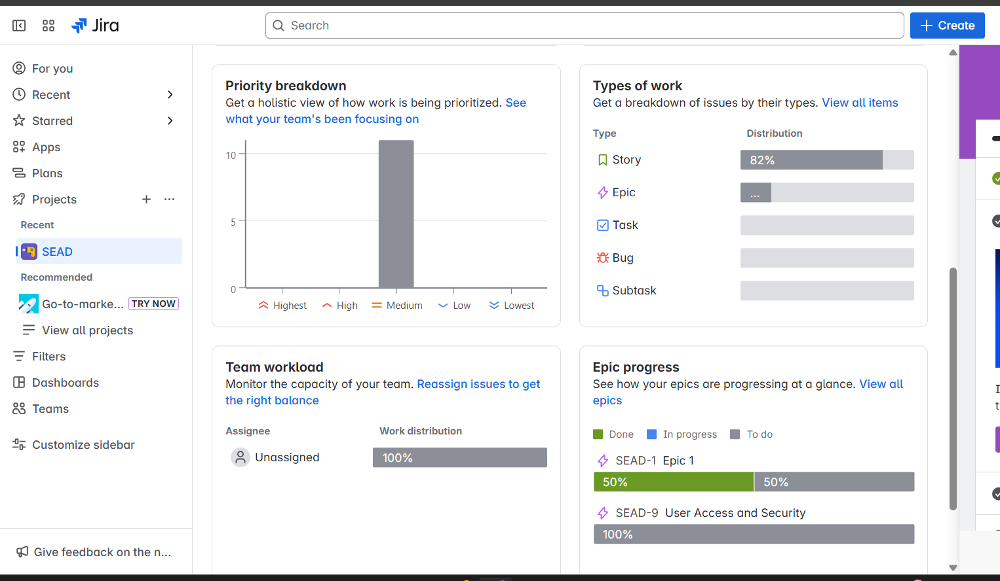 Jira
Search
Create
For you
Recent
Starred
Apps
Plans
Projects
Recent
SEAD
Recommended
Go-to-marke...
TRY NOW
View all projects
Filters
Dashboards
Teams
Customize sidebar
Give feedback on the n...
Priority breakdown
Get a holistic view of how work is being prioritized. See
what your team's been focusing on
10
5
0
Highest
High
Medium
Low
Lowest
Types of work
Get a breakdown of issues by their types. View all items
Type
Distribution
Story
82%
Epic
...
Task
Bug
Subtask
Team workload
Monitor the capacity of your team. Reassign issues to get
the right balance
Assignee
Work distribution
Unassigned
100%
Epic progress
See how your epics are progressing at a glance. View all
epics
Done
In progress
To do
SEAD-1 Epic 1
50%
50%
SEAD-9 User Access and Security
100%